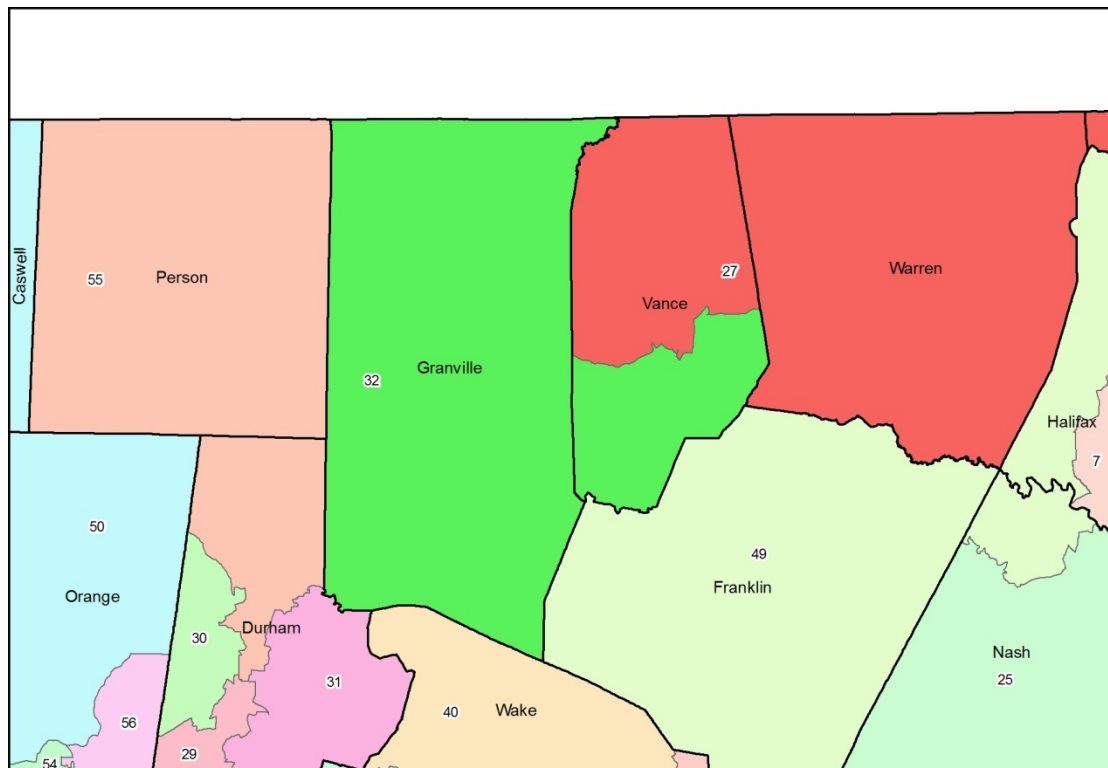 27
Warren
Caswell
55
Person
Vance
32
Granville
Halifax
7
50
49
Orange
Franklin
30
Durham
Nash
31
25
56
40
Wake
29
54